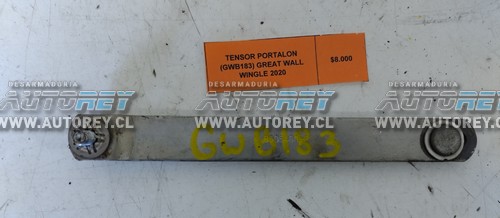 TENSOR PORTALON
(GWB183) GREAT WALL
WINGLE 2020
$8.000
DESARMADURIA
AUTOREY
WWW.AUTOREY.CL
DESARMADURIA
AUTOREY
WWW.AUTOREY.CL
DESARMADURIA
AUTOREY
WWW.AUTOREY.CL
GWB183